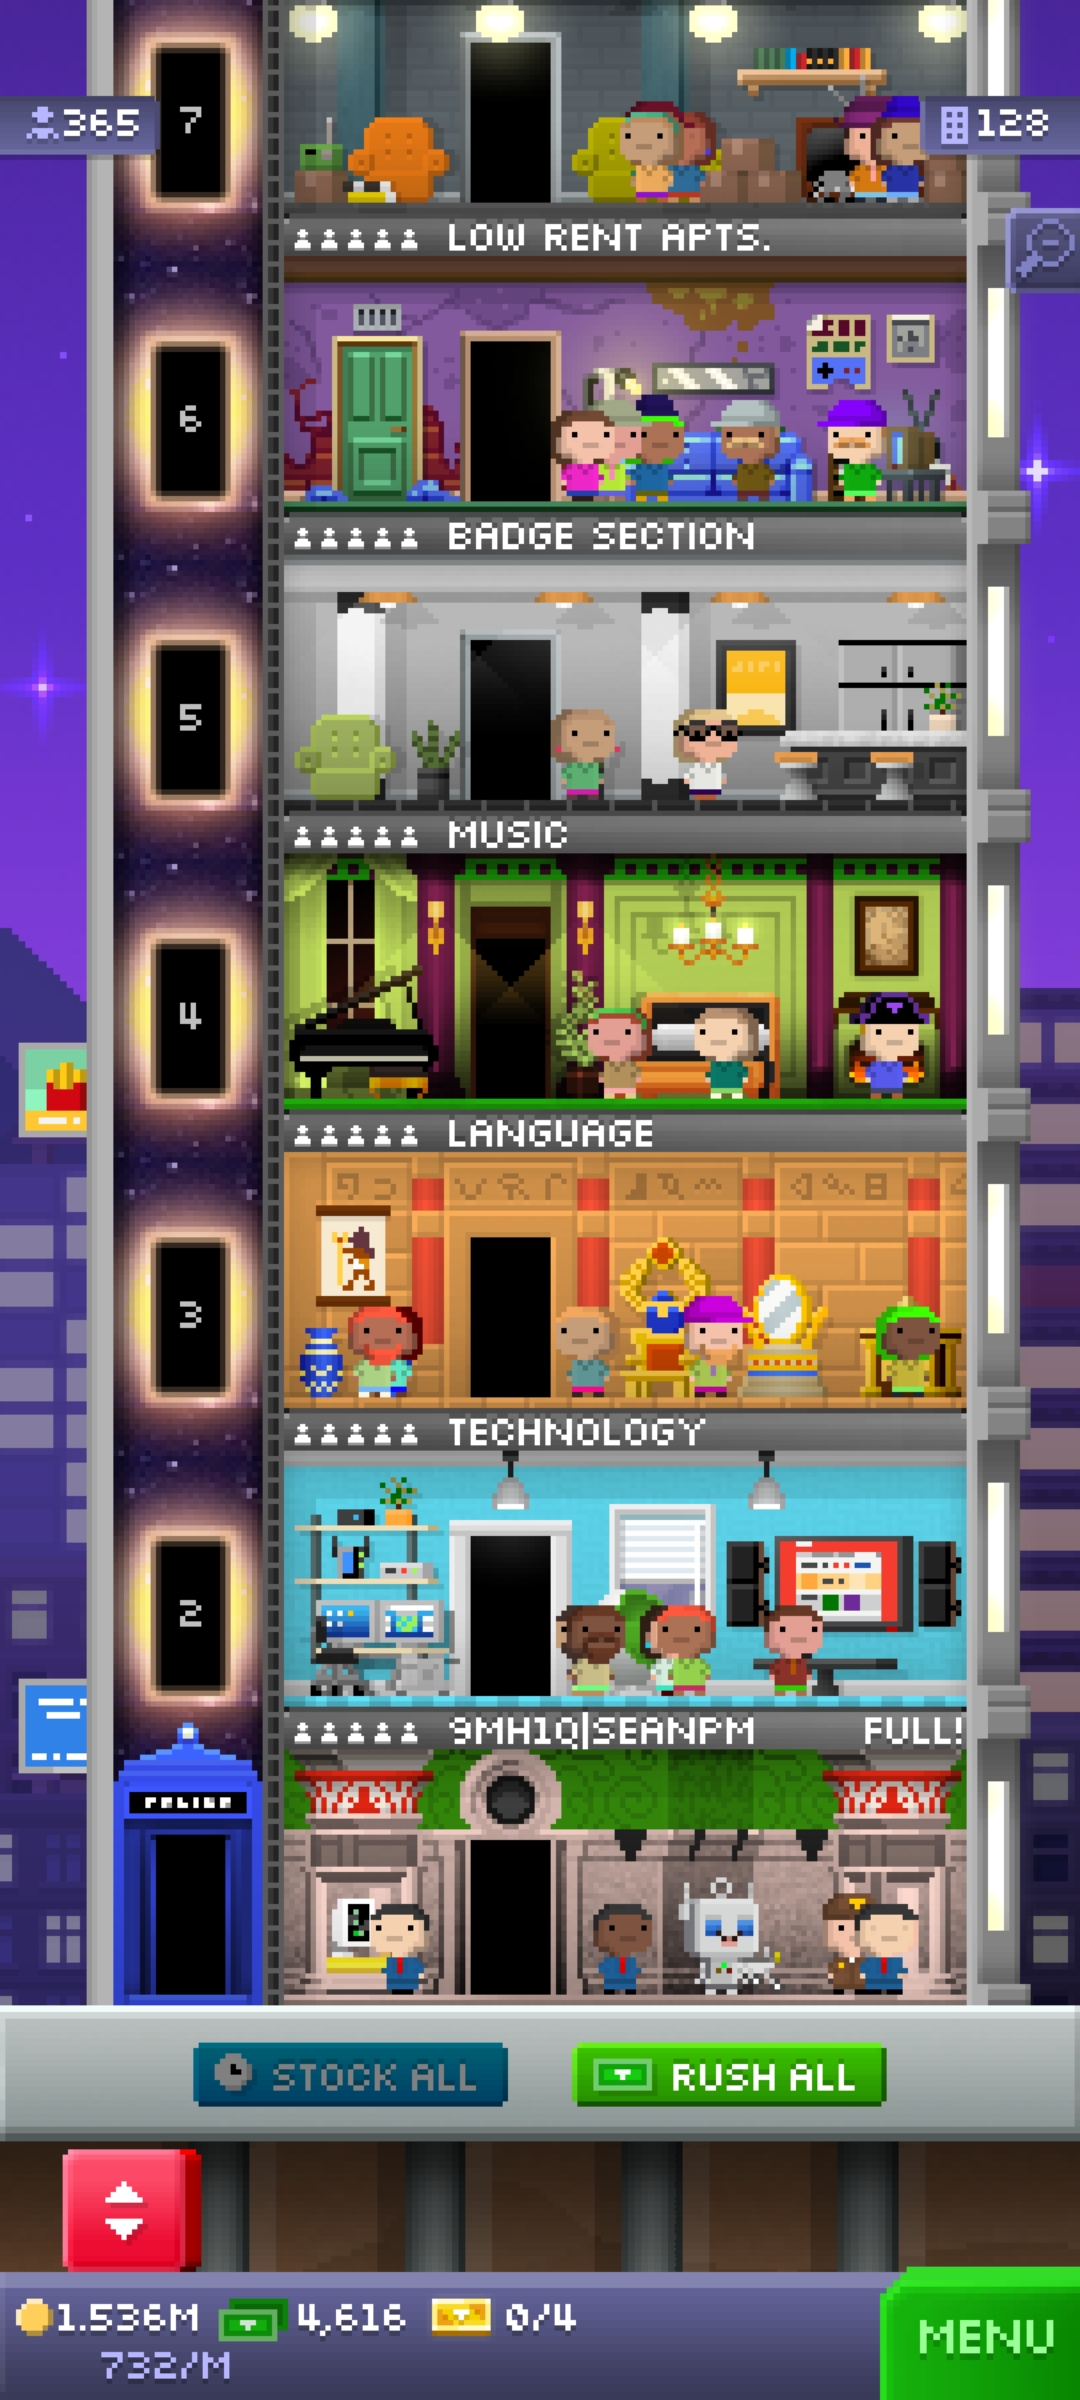 7
365
128
LOW RENT APTS.
6
BADGE SECTION
5
MUSIC
4
LANGUAGE
3
TECHNOLOGY
2
9MH1Q|SEANPM FULL!
POLICE
STOCK ALL
RUSH ALL
1.536M
4,616
0/4
732/M
MENU